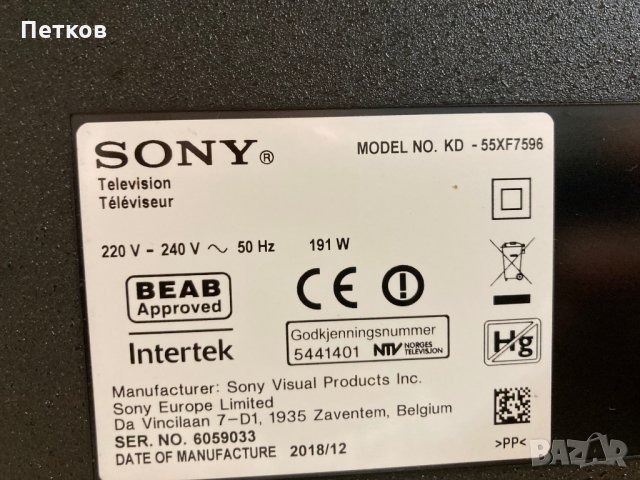 Петков
SONY®
MODEL NO. KD - 55XF7596
Television
Téléviseur
220 V - 240 V ~ 50 Hz 191 W
BEAB
Approved
Intertek
CE
Godkjenningsnummer
5441401 NTV NORGES TELEVISJON
Hg
Manufacturer: Sony Visual Products Inc.
Sony Europe Limited
Da Vincilaan 7-D1, 1935 Zaventem, Belgium
SER. NO. 6059033
DATE OF MANUFACTURE 2018/12
>PP<
BAZAR